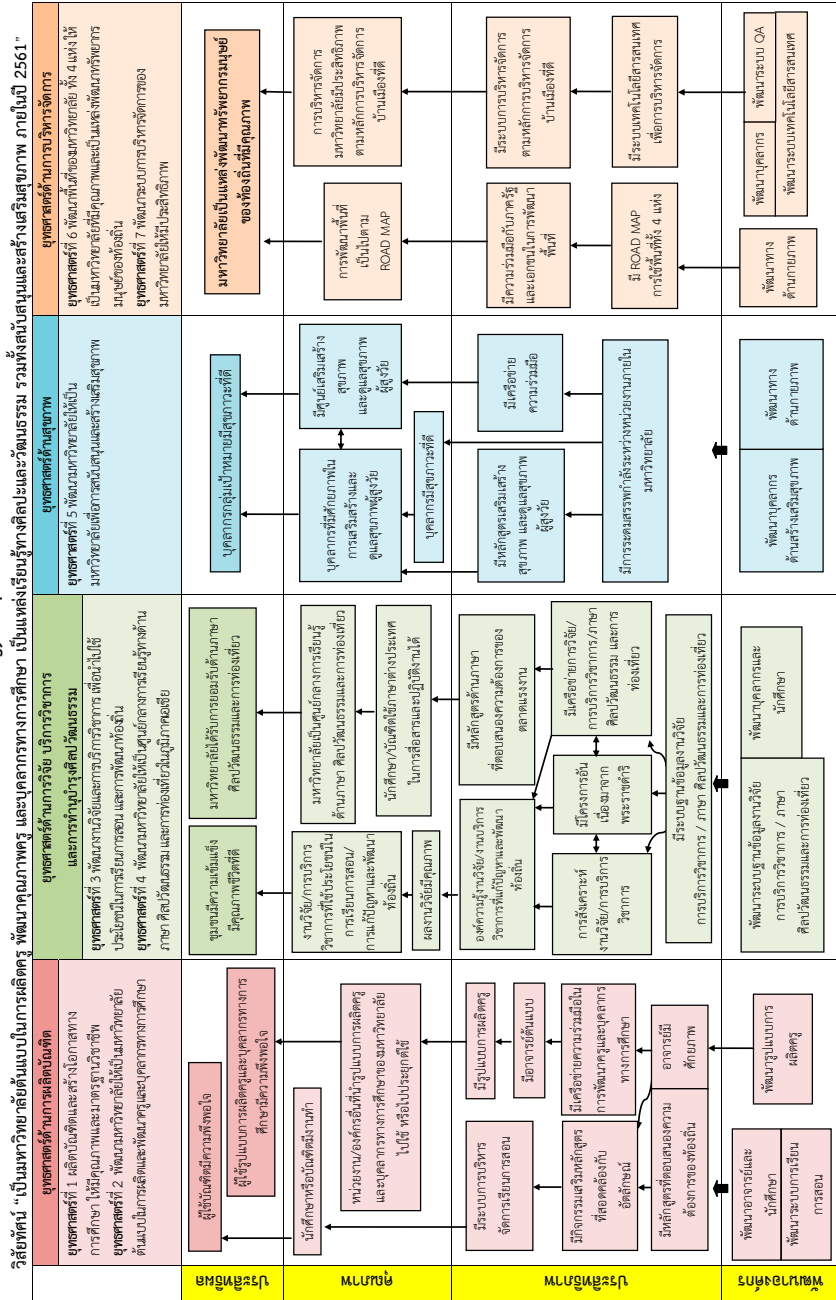 วิสัยทัศน์ “เป็นมหาวิทยาลัยต้นแบบในการผลิตครู พัฒนาคุณภาพครู และบุคลากรทางการศึกษา เป็นแหล่งเรียนรู้ทางศิลปะและวัฒนธรรม รวมทั้งสนับสนุนและสร้างเสริมสุขภาพ ภายในปี 2561”
ยุทธศาสตร์ด้านการผลิตบัณฑิต
ยุทธศาสตร์ที่ 1 ผลิตบัณฑิตและสร้างโอกาสทาง
การศึกษา ให้มีคุณภาพและมาตรฐานวิชาชีพ
ยุทธศาสตร์ที่ 2 พัฒนามหาวิทยาลัยให้เป็นมหาวิทยาลัย
ต้นแบบในการผลิตและพัฒนาครูและบุคลากรทางการศึกษา
ยุทธศาสตร์ด้านการวิจัย บริการวิชาการ
และการทำนุบำรุงศิลปวัฒนธรรม
ยุทธศาสตร์ที่ 3 พัฒนางานวิจัยและการบริการวิชาการ เพื่อนำไปใช้
ประโยชน์ในการเรียนการสอน และการพัฒนาท้องถิ่น
ยุทธศาสตร์ที่ 4 พัฒนามหาวิทยาลัยให้เป็นศูนย์กลางการเรียนรู้ทางด้าน
ภาษา ศิลปวัฒนธรรม และการท่องเที่ยวในภูมิภาคเอเชีย
ยุทธศาสตร์ด้านสุขภาพ
ยุทธศาสตร์ที่ 5 พัฒนามหาวิทยาลัยให้เป็น
มหาวิทยาลัยเพื่อการสนับสนุนและสร้างเสริมสุขภาพ
ยุทธศาสตร์ด้านการบริหารจัดการ
ยุทธศาสตร์ที่ 6 พัฒนาพื้นที่ของมหาวิทยาลัย ทั้ง 4 แห่ง ให้
เป็นมหาวิทยาลัยที่มีคุณภาพและเป็นแหล่งพัฒนาทรัพยากร
มนุษย์ของท้องถิ่น
ยุทธศาสตร์ที่ 7 พัฒนาระบบการบริหารจัดการของ
มหาวิทยาลัยให้มีประสิทธิภาพ
ประสิทธิผล
ผู้ใช้บัณฑิตมีความพึงพอใจ
ผู้ใช้รูปแบบการผลิตครูและบุคลากรทางการ
ศึกษามีความพึงพอใจ
ชุมชนมีความเข้มแข็ง
มีคุณภาพชีวิตที่ดี
มหาวิทยาลัยได้รับการยอมรับด้านภาษา
ศิลปวัฒนธรรมและการท่องเที่ยว
บุคลากรกลุ่มเป้าหมายมีสุขภาวะที่ดี
มหาวิทยาลัยเป็นแหล่งพัฒนาทรัพยากรมนุษย์
ของท้องถิ่นที่มีคุณภาพ
คุณภาพ
นักศึกษาหรือบัณฑิตมีงานทำ
หน่วยงาน/องค์กรอื่นที่นำรูปแบบการผลิตครู
และบุคลากรทางการศึกษาของมหาวิทยาลัย
ไปใช้ หรือไปประยุกต์ใช้
งานวิจัย/การบริการ
วิชาการที่ใช้ประโยชน์ใน
การเรียนการสอน/
การแก้ปัญหาและพัฒนา
ท้องถิ่น
ผลงานวิจัยมีคุณภาพ
มหาวิทยาลัยเป็นศูนย์กลางการเรียนรู้
ด้านภาษา ศิลปวัฒนธรรมและการท่องเที่ยว
นักศึกษา/บัณฑิตใช้ภาษาต่างประเทศ
ในการสื่อสารและปฏิบัติงานได้
บุคลากรที่มีศักยภาพใน
การเสริมสร้างและ
ดูแลสุขภาพผู้สูงวัย
บุคลากรมีสุขภาวะที่ดี
มีศูนย์เสริมสร้าง
สุขภาพ
และดูแลสุขภาพ
ผู้สูงวัย
การพัฒนาพื้นที่
เป็นไปตาม
ROAD MAP
การบริหารจัดการ
มหาวิทยาลัยมีประสิทธิภาพ
ตามหลักการบริหารจัดการ
บ้านเมืองที่ดี
ประสิทธิภาพ
มีระบบการบริหาร
จัดการเรียนการสอน
มีรูปแบบการผลิตครู
มีอาจารย์ต้นแบบ
มีกิจกรรมเสริมหลักสูตร
ที่สอดคล้องกับ
อัตลักษณ์
มีเครือข่ายความร่วมมือใน
การพัฒนาครูและบุคลากร
ทางการศึกษา
มีหลักสูตรที่ตอบสนองความ
ต้องการของท้องถิ่น
อาจารย์มี
ศักยภาพ
องค์ความรู้งานวิจัย/งานบริการ
วิชาการที่แก้ปัญหาและพัฒนา
ท้องถิ่น
มีหลักสูตรด้านภาษา
ที่ตอบสนองความต้องการของ
ตลาดแรงงาน
การสังเคราะห์
งานวิจัย/การบริการ
วิชาการ
มีโครงการอัน
เนื่องมาจาก
พระราชดำริ
มีเครือข่ายการวิจัย/
การบริการวิชาการ/ภาษา
ศิลปวัฒนธรรม และการ
ท่องเที่ยว
มีระบบฐานข้อมูลงานวิจัย
การบริการวิชาการ / ภาษา ศิลปวัฒนธรรมและการท่องเที่ยว
มีหลักสูตรเสริมสร้าง
สุขภาพ และดูแลสุขภาพ
ผู้สูงวัย
มีเครือข่าย
ความร่วมมือ
มีการระดมสรรพกำลังระหว่างหน่วยงานภายใน
มหาวิทยาลัย
มีความร่วมมือกับภาครัฐ
และเอกชนในการพัฒนา
พื้นที่
มี ROAD MAP
การใช้พื้นที่ทั้ง 4 แห่ง
มีระบบการบริหารจัดการ
ตามหลักการบริหารจัดการ
บ้านเมืองที่ดี
มีระบบเทคโนโลยีสารสนเทศ
เพื่อการบริหารจัดการ
พัฒนาองค์กร
พัฒนาอาจารย์และ
นักศึกษา
พัฒนาระบบการเรียน
การสอน
พัฒนารูปแบบการ
ผลิตครู
พัฒนาระบบฐานข้อมูลงานวิจัย
การบริการวิชาการ / ภาษา
ศิลปวัฒนธรรมและการท่องเที่ยว
พัฒนาบุคลากรและ
นักศึกษา
พัฒนาบุคลากร
ด้านสร้างเสริมสุขภาพ
พัฒนาทาง
ด้านกายภาพ
พัฒนาทาง
ด้านกายภาพ
พัฒนาบุคลากร
พัฒนาระบบ QA
พัฒนาระบบเทคโนโลยีสารสนเทศ